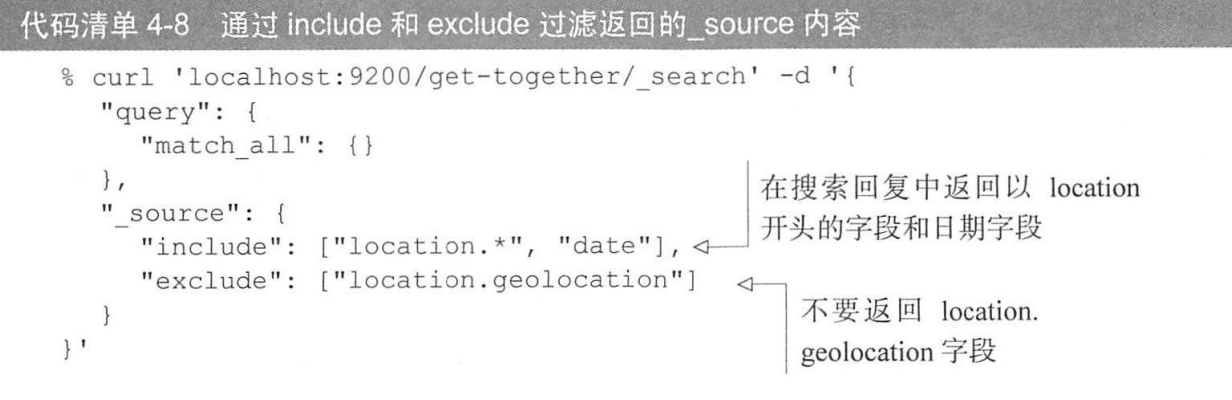 代码清单 4-8 通过 include 和 exclude 过滤返回的_source 内容
% curl 'localhost:9200/get-together/_search' -d '{
"query": {
"match_all": {}
},
"_source": {
"include": ["location.*", "date"],
在搜索回复中返回以 location
开头的字段和日期字段
"exclude": ["location.geolocation"]
不要返回 location.
geolocation 字段
}
}'